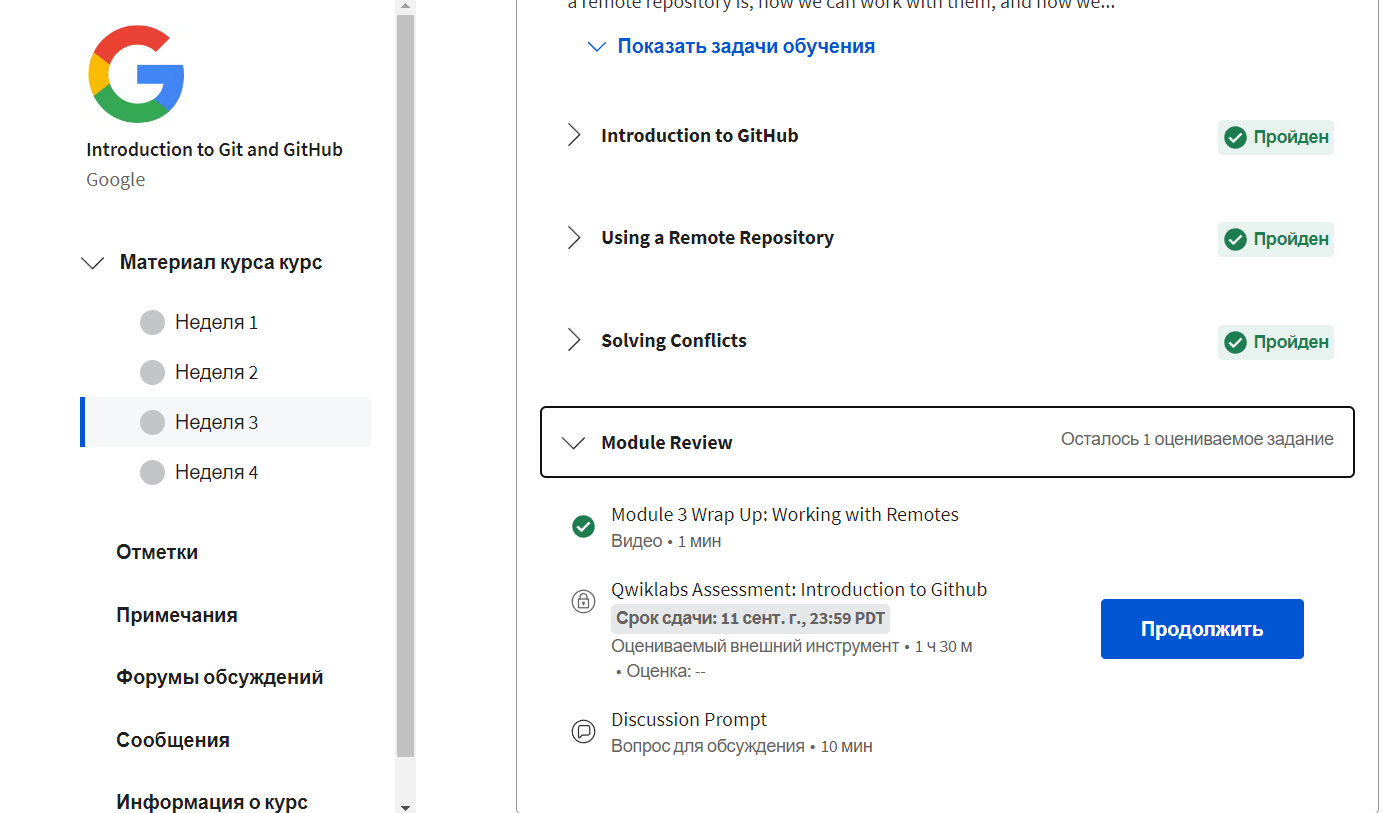 Introduction to Git and GitHub
Google
Материал курса курс
Неделя 1
Неделя 2
Неделя 3
Неделя 4
Отметки
Примечания
Форумы обсуждений
Сообщения
Информация о курс
a remote repository is, how we can work with them, and how we...
Показать задачи обучения
Introduction to GitHub
Пройден
Using a Remote Repository
Пройден
Solving Conflicts
Пройден
Module Review
Осталось 1 оцениваемое задание
Module 3 Wrap Up: Working with Remotes
Видео • 1 мин
Qwiklabs Assessment: Introduction to Github
Срок сдачи: 11 сент. г., 23:59 PDT
Оцениваемый внешний инструмент • 1 ч 30 м
• Оценка: --
Продолжить
Discussion Prompt
Вопрос для обсуждения • 10 мин